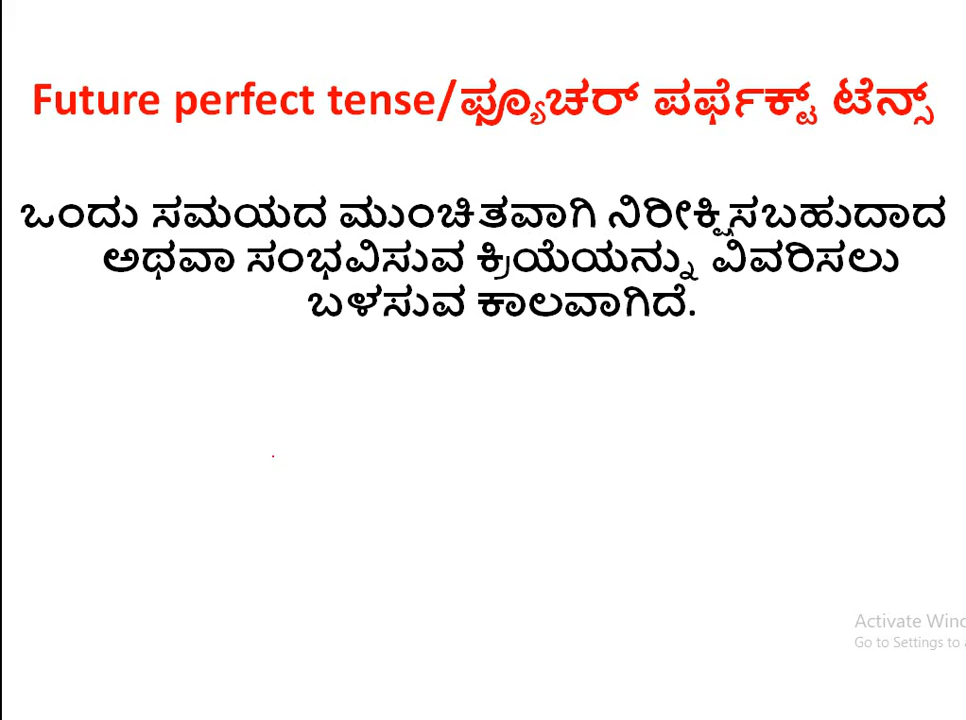 Future perfect tense/ಫ್ಯೂಚರ್ ಪರ್ಫೆಕ್ಟ್ ಟೆನ್ಸ್
ಒಂದು ಸಮಯದ ಮುಂಚಿತವಾಗಿ ನಿರೀಕ್ಷಿಸಬಹುದಾದ
ಅಥವಾ ಸಂಭವಿಸುವ ಕ್ರಿಯೆಯನ್ನು ವಿವರಿಸಲು
ಬಳಸುವ ಕಾಲವಾಗಿದೆ.
Activate
Go to Settings to